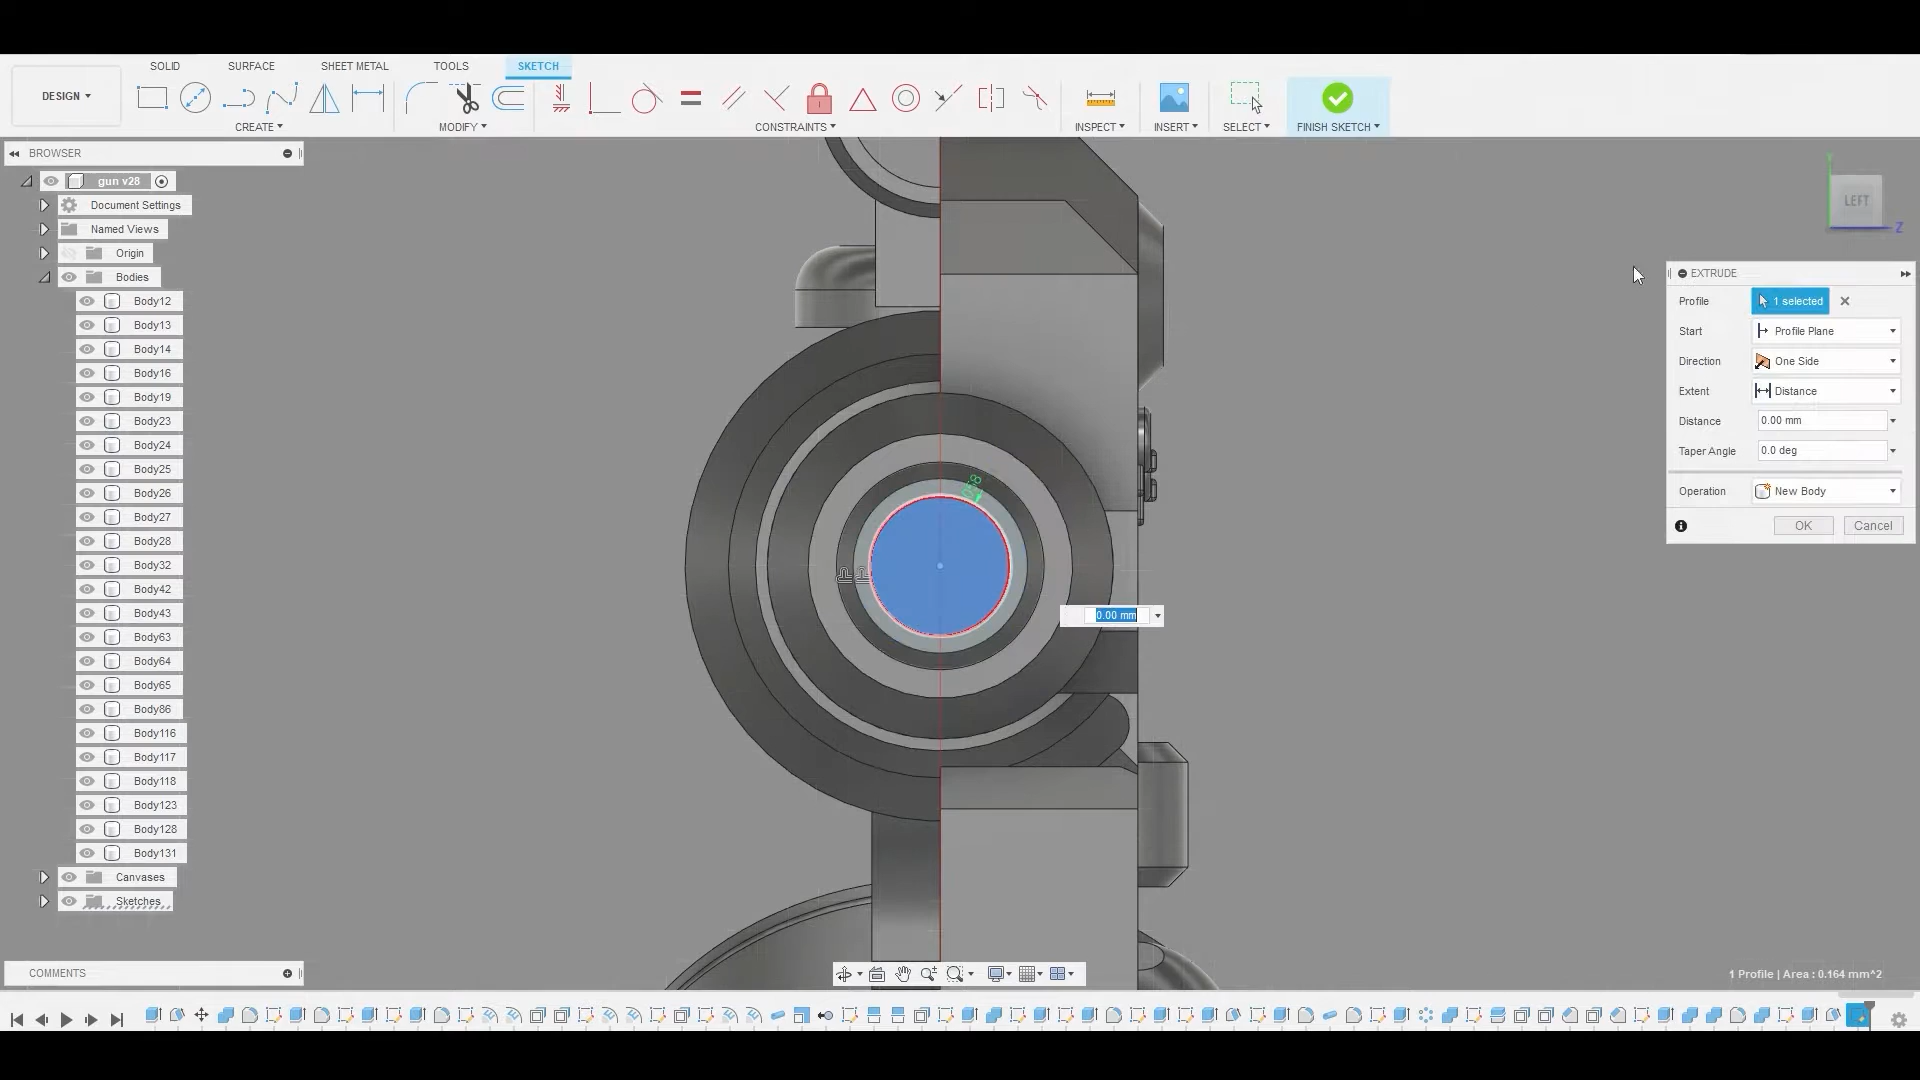 SOLID SURFACE SHEET METAL TOOLS SKETCH
DESIGN
CREATE MODIFY CONSTRAINTS INSPECT INSERT SELECT FINISH SKETCH
BROWSER
gun v28
Document Settings
Named Views
Origin
Bodies
Body12
Body13
Body14
Body16
Body19
Body23
Body24
Body25
Body26
Body27
Body28
Body32
Body42
Body43
Body63
Body64
Body65
Body86
Body116
Body117
Body118
Body123
Body128
Body131
Canvases
Sketches
COMMENTS
0.00 mm
Y
LEFT
Z
EXTRUDE
Profile 1 selected
Start Profile Plane
Direction One Side
Extent Distance
Distance 0.00 mm
Taper Angle 0.0 deg
Operation New Body
OK Cancel
1 Profile | Area : 0.164 mm^2